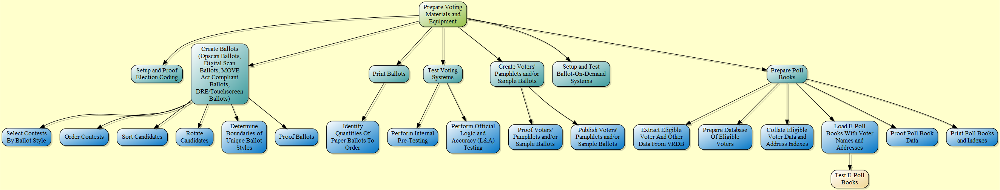 Prepare Voting
Materials and
Equipment
Setup and Proof
Election Coding
Create Ballots
(Opscan Ballots,
Digital Scan
Ballots, MOVE
Act Compliant
Ballots,
DRE/Touchscreen
Ballots)
Print Ballots
Test Voting
Systems
Create Voters'
Pamphlets and/or
Sample Ballots
Setup and Test
Ballot-On-Demand
Systems
Prepare Poll
Books
Select Contests
By Ballot Style
Order Contests
Sort Candidates
Rotate
Candidates
Determine
Boundaries of
Unique Ballot
Styles
Proof Ballots
Identify
Quantities Of
Paper Ballots To
Order
Perform Internal
Pre-Testing
Perform Official
Logic and
Accuracy (L&A)
Testing
Proof Voters'
Pamphlets and/or
Sample Ballots
Publish Voters'
Pamphlets and/or
Sample Ballots
Extract Eligible
Voter And Other
Data From VRDB
Prepare Database
Of Eligible
Voters
Collate Eligible
Voter Data and
Address Indexes
Load E-Poll
Books With Voter
Names and
Addresses
Proof Poll Book
Data
Print Poll Books
and Indexes
Test E-Poll
Books